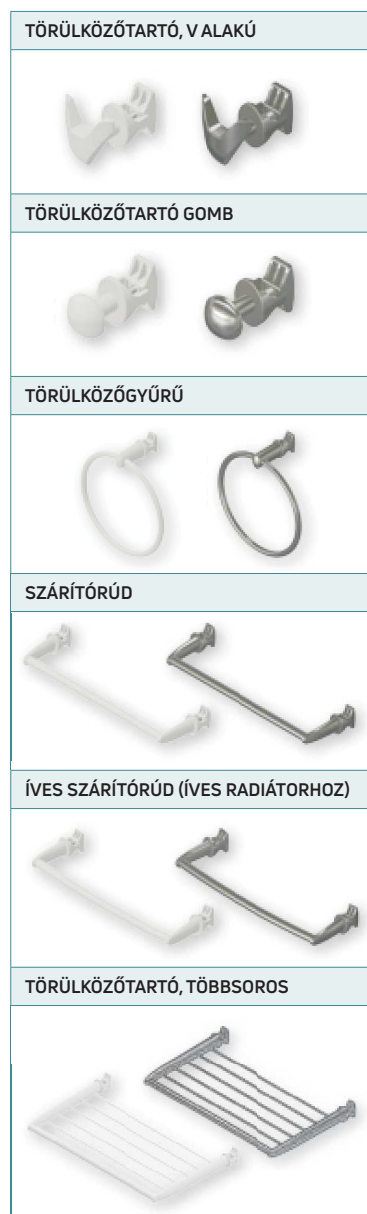 TÖRÜLKÖZŐTARTÓ, V ALAKÚ
TÖRÜLKÖZŐTARTÓ GOMB
TÖRÜLKÖZŐGYŰRŰ
SZÁRÍTÓRÚD
ÍVES SZÁRÍTÓRÚD (ÍVES RADIÁTORHOZ)
TÖRÜLKÖZŐTARTÓ, TÖBBSOROS